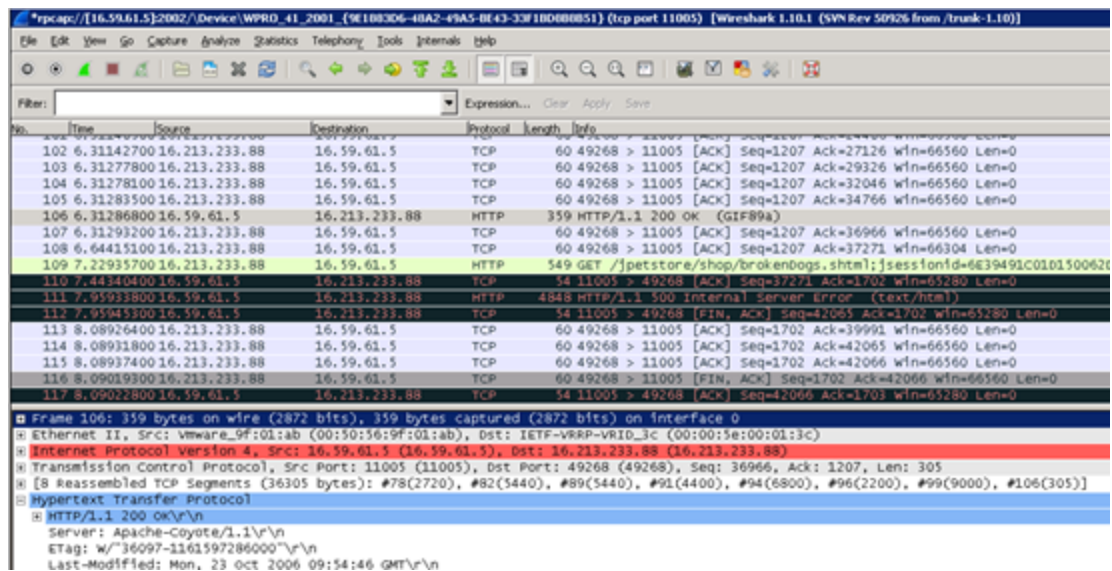 *rpcap://[16.59.61.5]:2002/\Device\WPRO_41_2001_{9E1883D6-48A2-49A5-8E43-33F18D8B8B51} (tcp port 11005) [Wireshark 1.10.1 (SVN Rev 50926 from /trunk-1.10)]
File Edit View Go Capture Analyze Statistics Telephony Tools Internals Help
Filter: Expression... Clear Apply Save
No. Time Source Destination Protocol Length Info
102 6.31142700 16.213.233.88 16.59.61.5 TCP 60 49268 > 11005 [ACK] Seq=1207 Ack=27126 Win=66560 Len=0
103 6.31277800 16.213.233.88 16.59.61.5 TCP 60 49268 > 11005 [ACK] Seq=1207 Ack=29326 Win=66560 Len=0
104 6.31278100 16.213.233.88 16.59.61.5 TCP 60 49268 > 11005 [ACK] Seq=1207 Ack=32046 Win=66560 Len=0
105 6.31283500 16.213.233.88 16.59.61.5 TCP 60 49268 > 11005 [ACK] Seq=1207 Ack=34766 Win=66560 Len=0
106 6.31286800 16.59.61.5 16.213.233.88 HTTP 359 HTTP/1.1 200 OK (GIF89a)
107 6.31293200 16.213.233.88 16.59.61.5 TCP 60 49268 > 11005 [ACK] Seq=1207 Ack=36966 Win=66560 Len=0
108 6.64415100 16.213.233.88 16.59.61.5 TCP 60 49268 > 11005 [ACK] Seq=1207 Ack=37271 Win=66304 Len=0
109 7.22935700 16.213.233.88 16.59.61.5 HTTP 549 GET /jpetstore/shop/brokenDogs.shtml;jsessionid=6E39491C01D150062
110 7.44340400 16.59.61.5 16.213.233.88 TCP 54 11005 > 49268 [ACK] Seq=37271 Ack=1702 Win=65280 Len=0
111 7.95933800 16.59.61.5 16.213.233.88 HTTP 4848 HTTP/1.1 500 Internal Server Error (text/html)
112 7.95945300 16.59.61.5 16.213.233.88 TCP 54 11005 > 49268 [FIN, ACK] Seq=42065 Ack=1702 Win=65280 Len=0
113 8.08926400 16.213.233.88 16.59.61.5 TCP 60 49268 > 11005 [ACK] Seq=1702 Ack=39991 Win=66560 Len=0
114 8.08931800 16.213.233.88 16.59.61.5 TCP 60 49268 > 11005 [ACK] Seq=1702 Ack=42065 Win=66560 Len=0
115 8.08937400 16.213.233.88 16.59.61.5 TCP 60 49268 > 11005 [ACK] Seq=1702 Ack=42066 Win=66560 Len=0
116 8.09019300 16.213.233.88 16.59.61.5 TCP 60 49268 > 11005 [FIN, ACK] Seq=1702 Ack=42066 Win=66560 Len=0
117 8.09022800 16.59.61.5 16.213.233.88 TCP 54 11005 > 49268 [ACK] Seq=42066 Ack=1703 Win=65280 Len=0
Frame 106: 359 bytes on wire (2872 bits), 359 bytes captured (2872 bits) on interface 0
Ethernet II, Src: Vmware_9f:01:ab (00:50:56:9f:01:ab), Dst: IETF-VRRP-VRID_3c (00:00:5e:00:01:3c)
Internet Protocol Version 4, Src: 16.59.61.5 (16.59.61.5), Dst: 16.213.233.88 (16.213.233.88)
Transmission Control Protocol, Src Port: 11005 (11005), Dst Port: 49268 (49268), Seq: 36966, Ack: 1207, Len: 305
[8 Reassembled TCP Segments (36305 bytes): #78(2720), #82(5440), #89(5440), #91(4400), #94(6800), #96(2200), #99(9000), #106(305)]
Hypertext Transfer Protocol
HTTP/1.1 200 OK\r\n
Server: Apache-Coyote/1.1\r\n
ETag: W/"36097-1161597286000"\r\n
Last-Modified: Mon, 23 Oct 2006 09:54:46 GMT\r\n